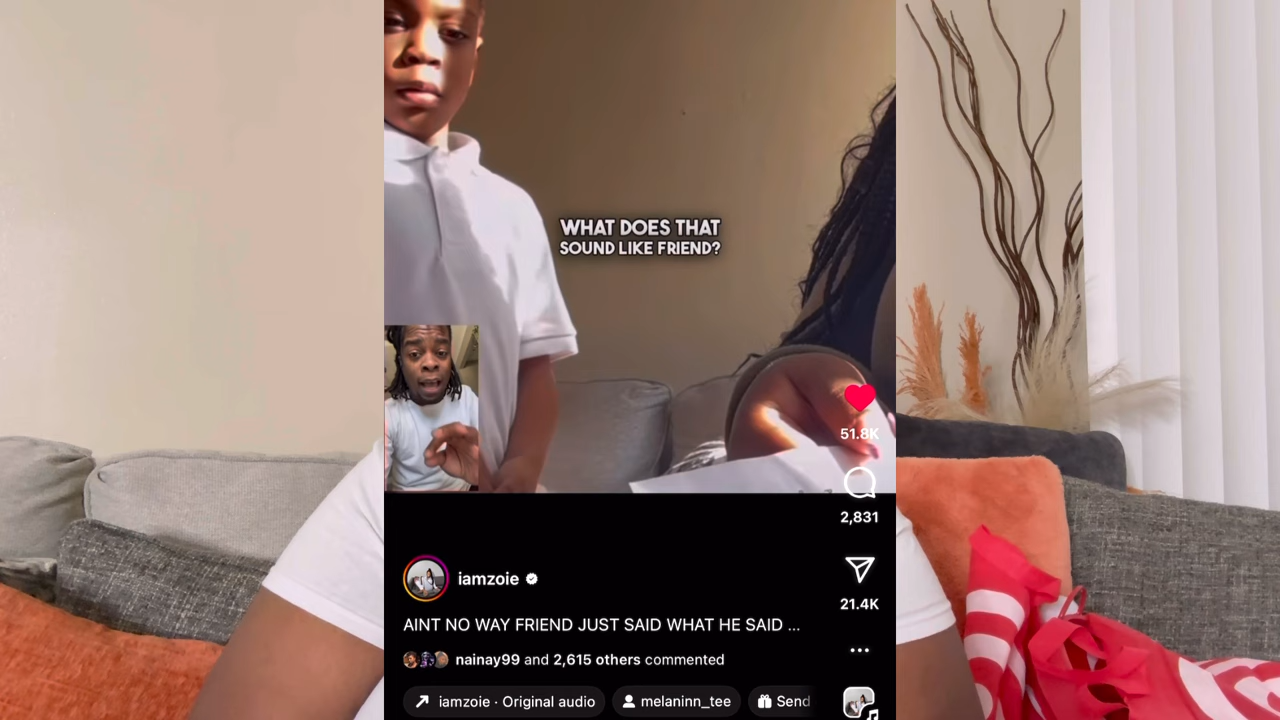 WHAT DOES THAT
SOUND LIKE FRIEND?
51.8K
2,831
iamzoie
21.4K
AINT NO WAY FRIEND JUST SAID WHAT HE SAID ...
nainay99 and 2,615 others commented
iamzoie · Original audio
melaninn_tee
Send